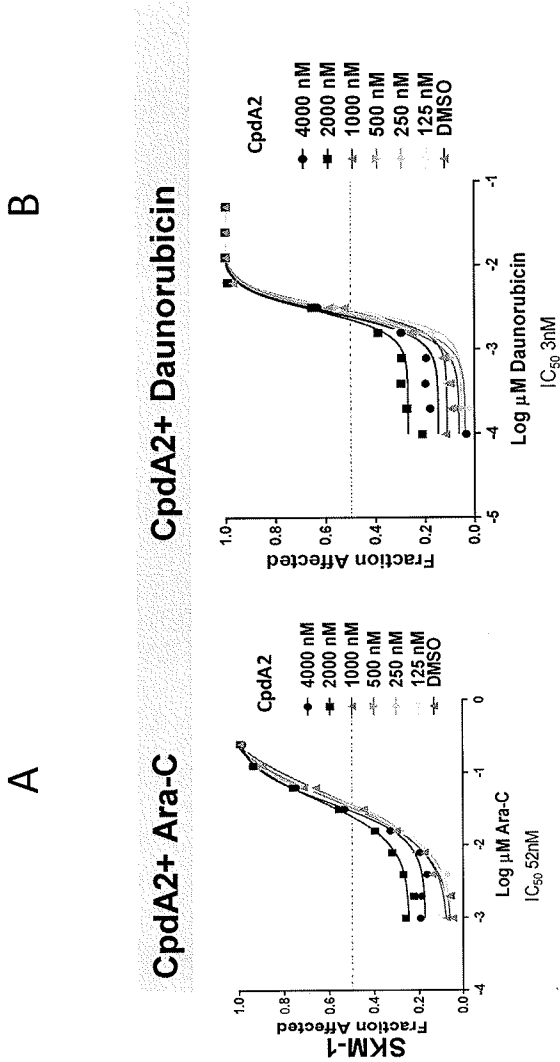 A
B
CpdA2+ Ara-C
CpdA2+ Daunorubicin
SKM-1
Fraction Affected
1.0
0.8
0.6
0.4
0.2
0.0
-4
-3
-2
-1
0
Log µM Ara-C
IC50 52nM
CpdA2
4000 nM
2000 nM
1000 nM
500 nM
250 nM
125 nM
DMSO
Fraction Affected
1.0
0.8
0.6
0.4
0.2
0.0
-5
-4
-3
-2
-1
Log µM Daunorubicin
IC50 3nM
CpdA2
4000 nM
2000 nM
1000 nM
500 nM
250 nM
125 nM
DMSO